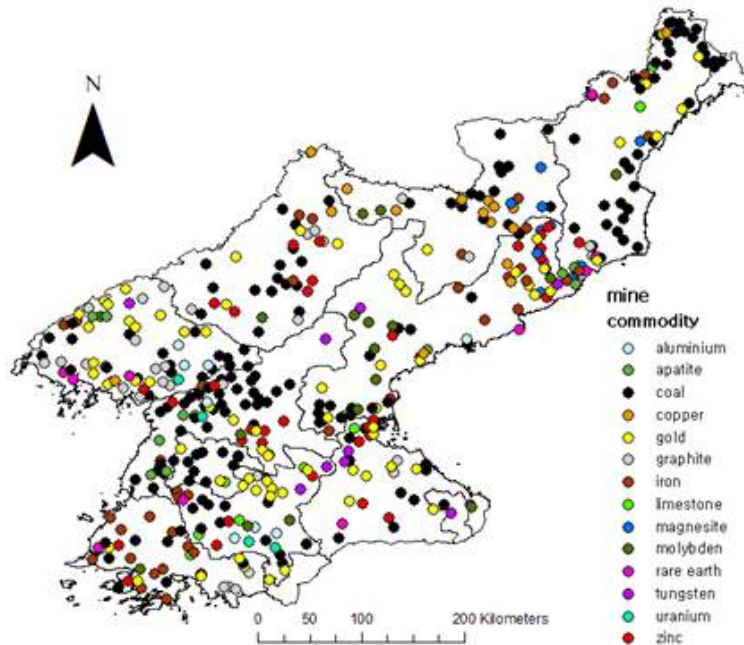 N
mine
commodity
aluminium
apatite
coal
copper
gold
graphite
iron
limestone
magnesite
molybden
rare earth
tungsten
uranium
zinc
0 50 100 200 Kilometers